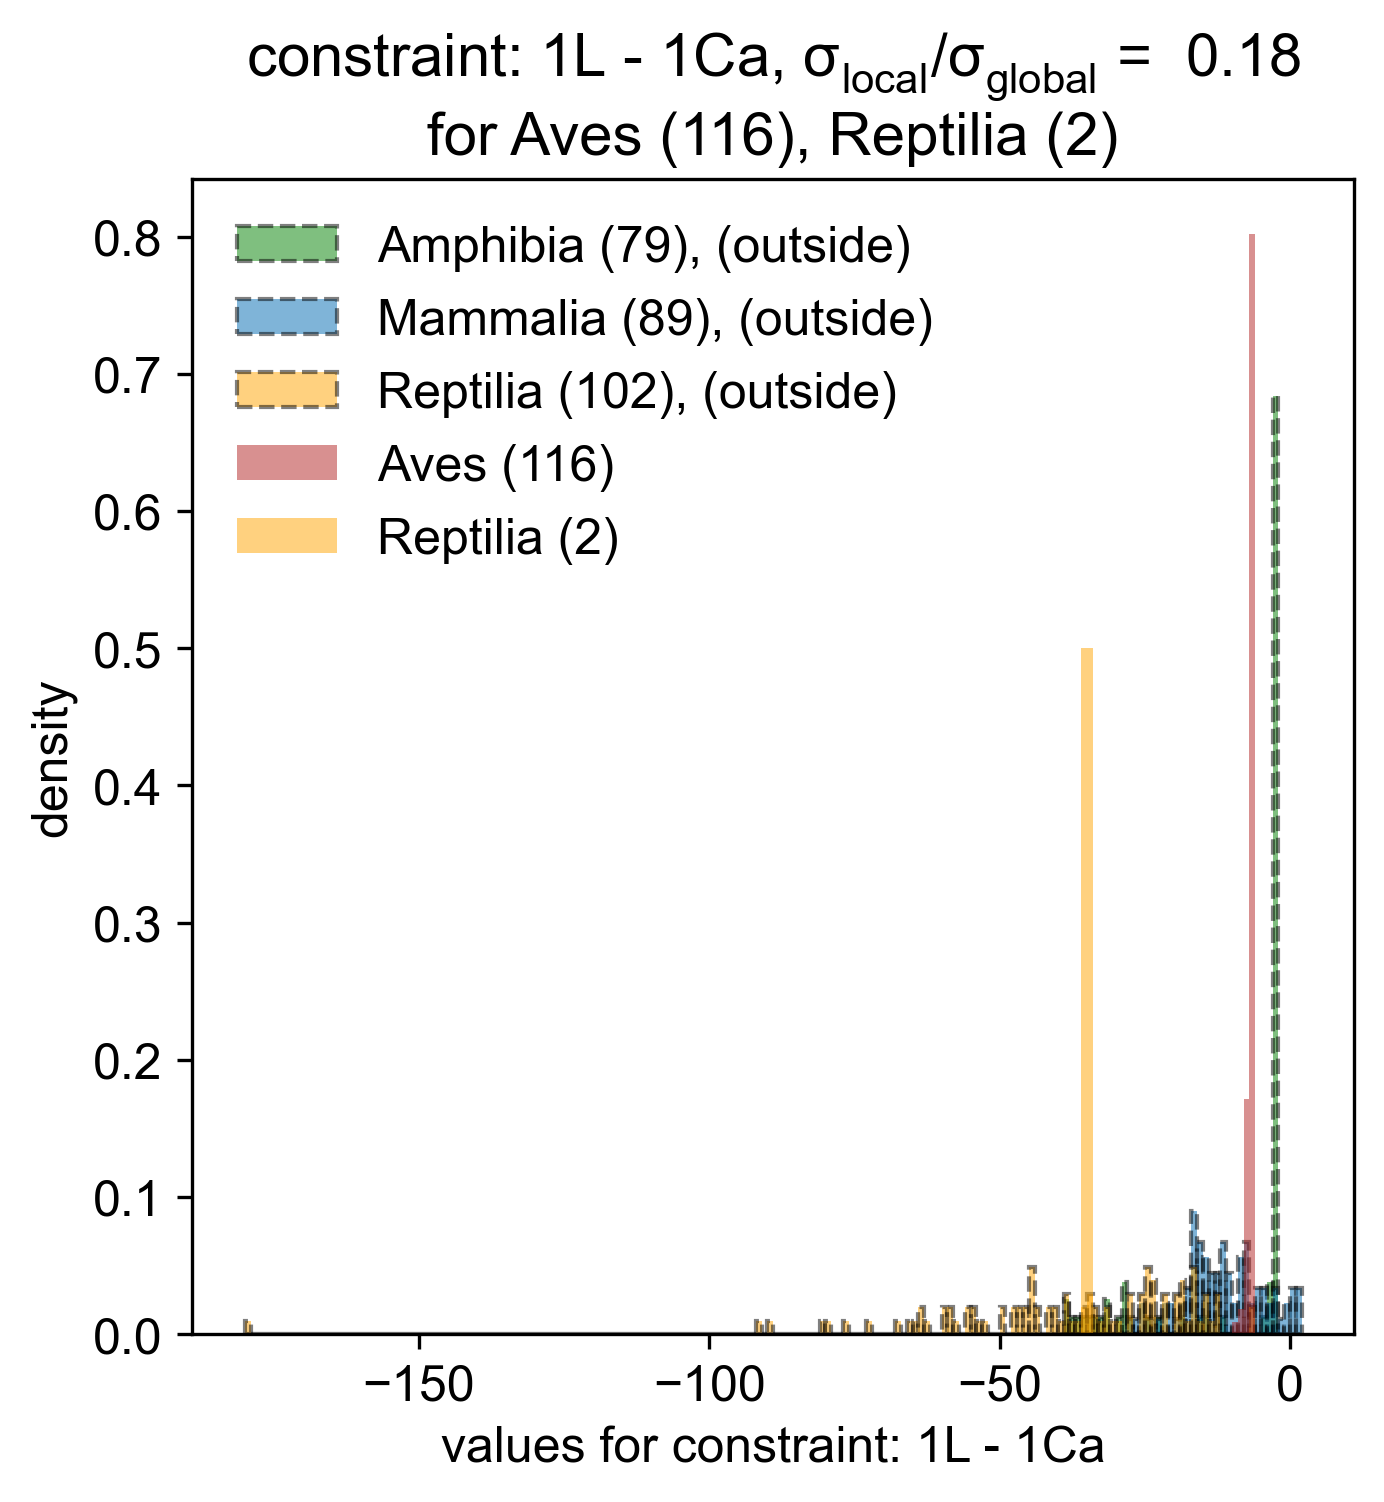 constraint: 1L - 1Ca, σlocal/σglobal = 0.18
for Aves (116), Reptilia (2)
Amphibia (79), (outside)
Mammalia (89), (outside)
Reptilia (102), (outside)
Aves (116)
Reptilia (2)
0.8
0.7
0.6
0.5
0.4
0.3
0.2
0.1
0.0
density
−150
−100
−50
0
values for constraint: 1L - 1Ca